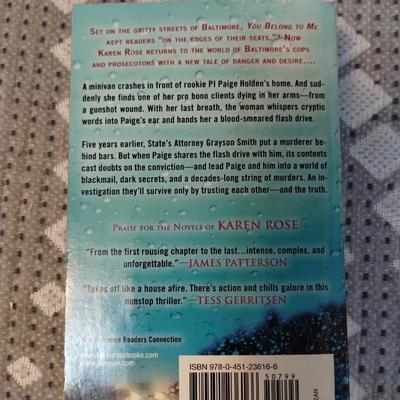 Set on the gritty streets of Baltimore, You Belong to Me
kept readers "on the edges of their seats."* Now
Karen Rose returns to the world of Baltimore's cops
and prosecutors with a new tale of danger and desire....
A minivan crashes in front of rookie PI Paige Holden's home. And sud-
denly she finds one of her pro bono clients dying in her arms—from
a gunshot wound. With her last breath, the woman whispers cryptic
words into Paige's ear and hands her a blood-smeared flash drive.
Five years earlier, State's Attorney Grayson Smith put a murderer be-
hind bars. But when Paige shares the flash drive with him, its contents
cast doubts on the conviction—and lead Paige and him into a world of
blackmail, dark secrets, and a decades-long string of murders. An in-
vestigation they'll survive only by trusting each other—and the truth.
Praise for the Novels of KAREN ROSE
"From the first rousing chapter to the last...intense, complex, and
unforgettable."—JAMES PATTERSON
"Takes off like a house afire. There's action and chills galore in this
nonstop thriller."—TESS GERRITSEN
Romance Readers Connection
ISBN 978-0-451-23616-6
50799
EAN